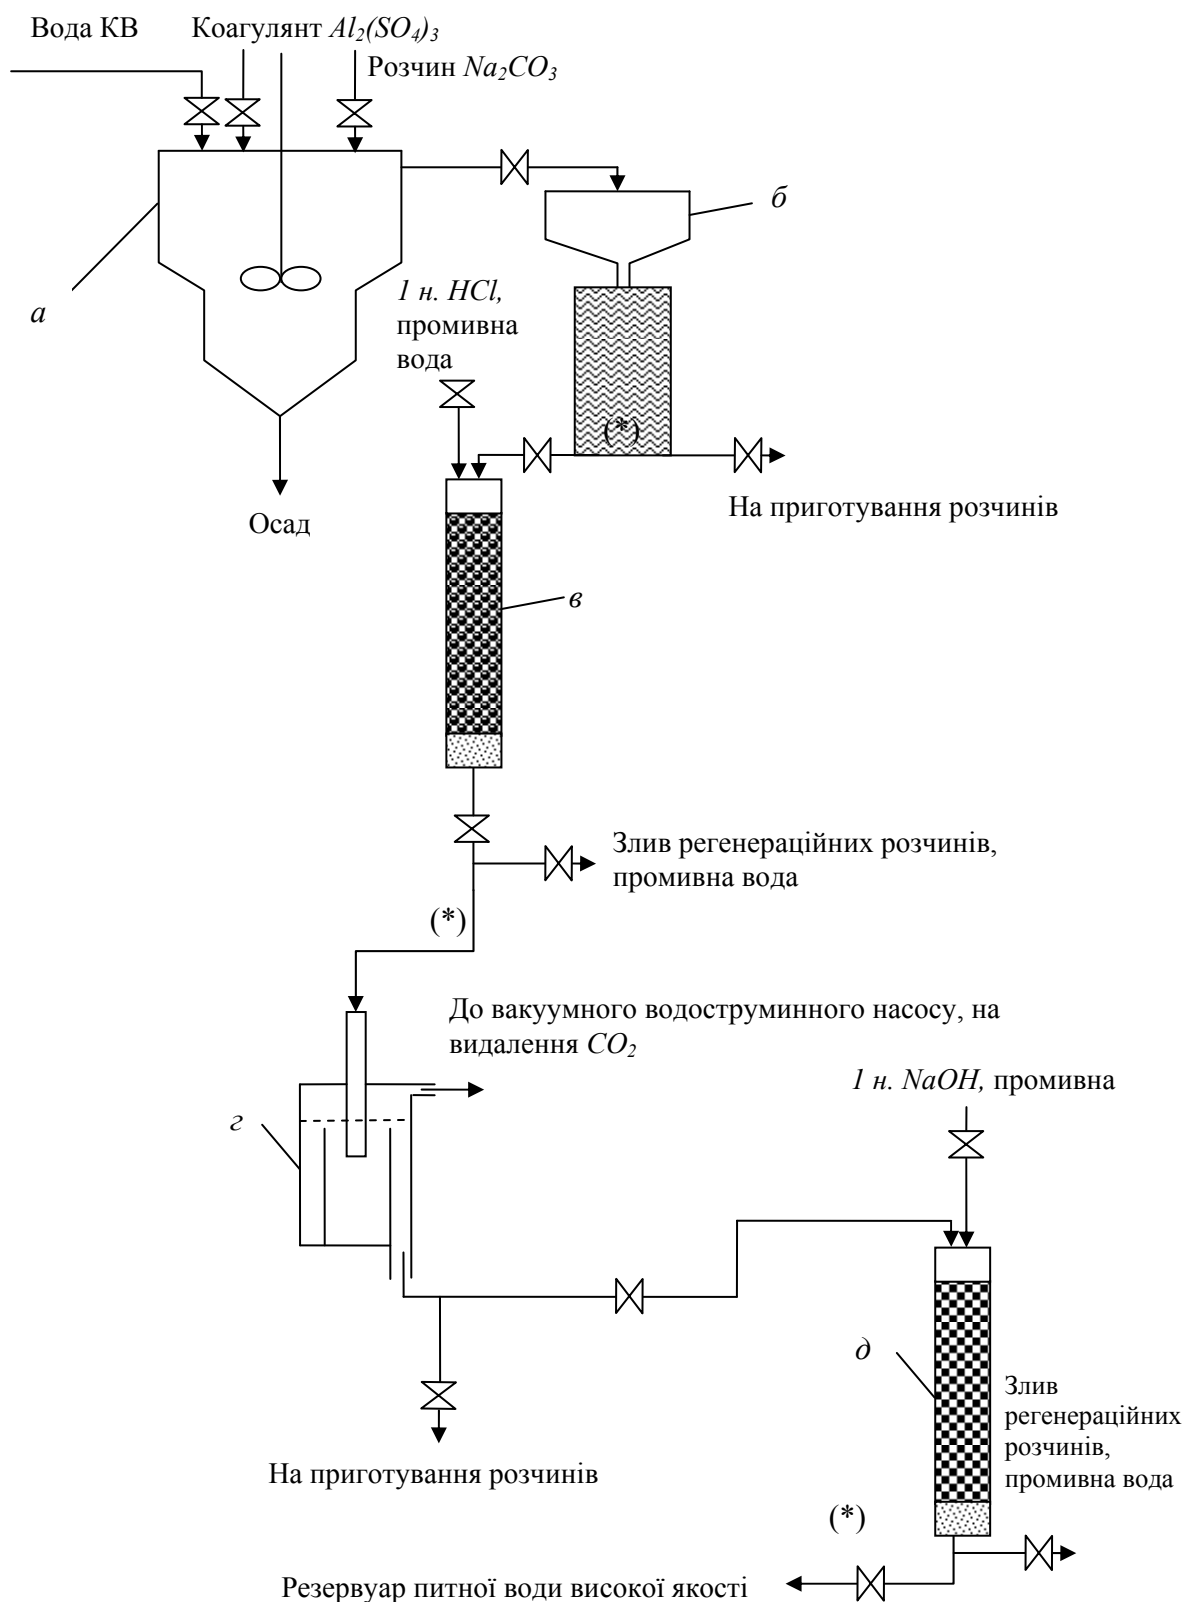 Вода КВ
Коагулянт Al₂(SO₄)₃
Розчин Na₂CO₃
б
а
1 н. HCl,
промивна
вода
(*)
На приготування розчинів
Осад
в
Злив регенераційних розчинів,
промивна вода
(*)
До вакуумного водоструминного насосу, на
видалення CO₂
1 н. NaOH, промивна
г
д
Злив
регенераційних
розчинів,
промивна вода
На приготування розчинів
(*)
Резервуар питної води високої якості